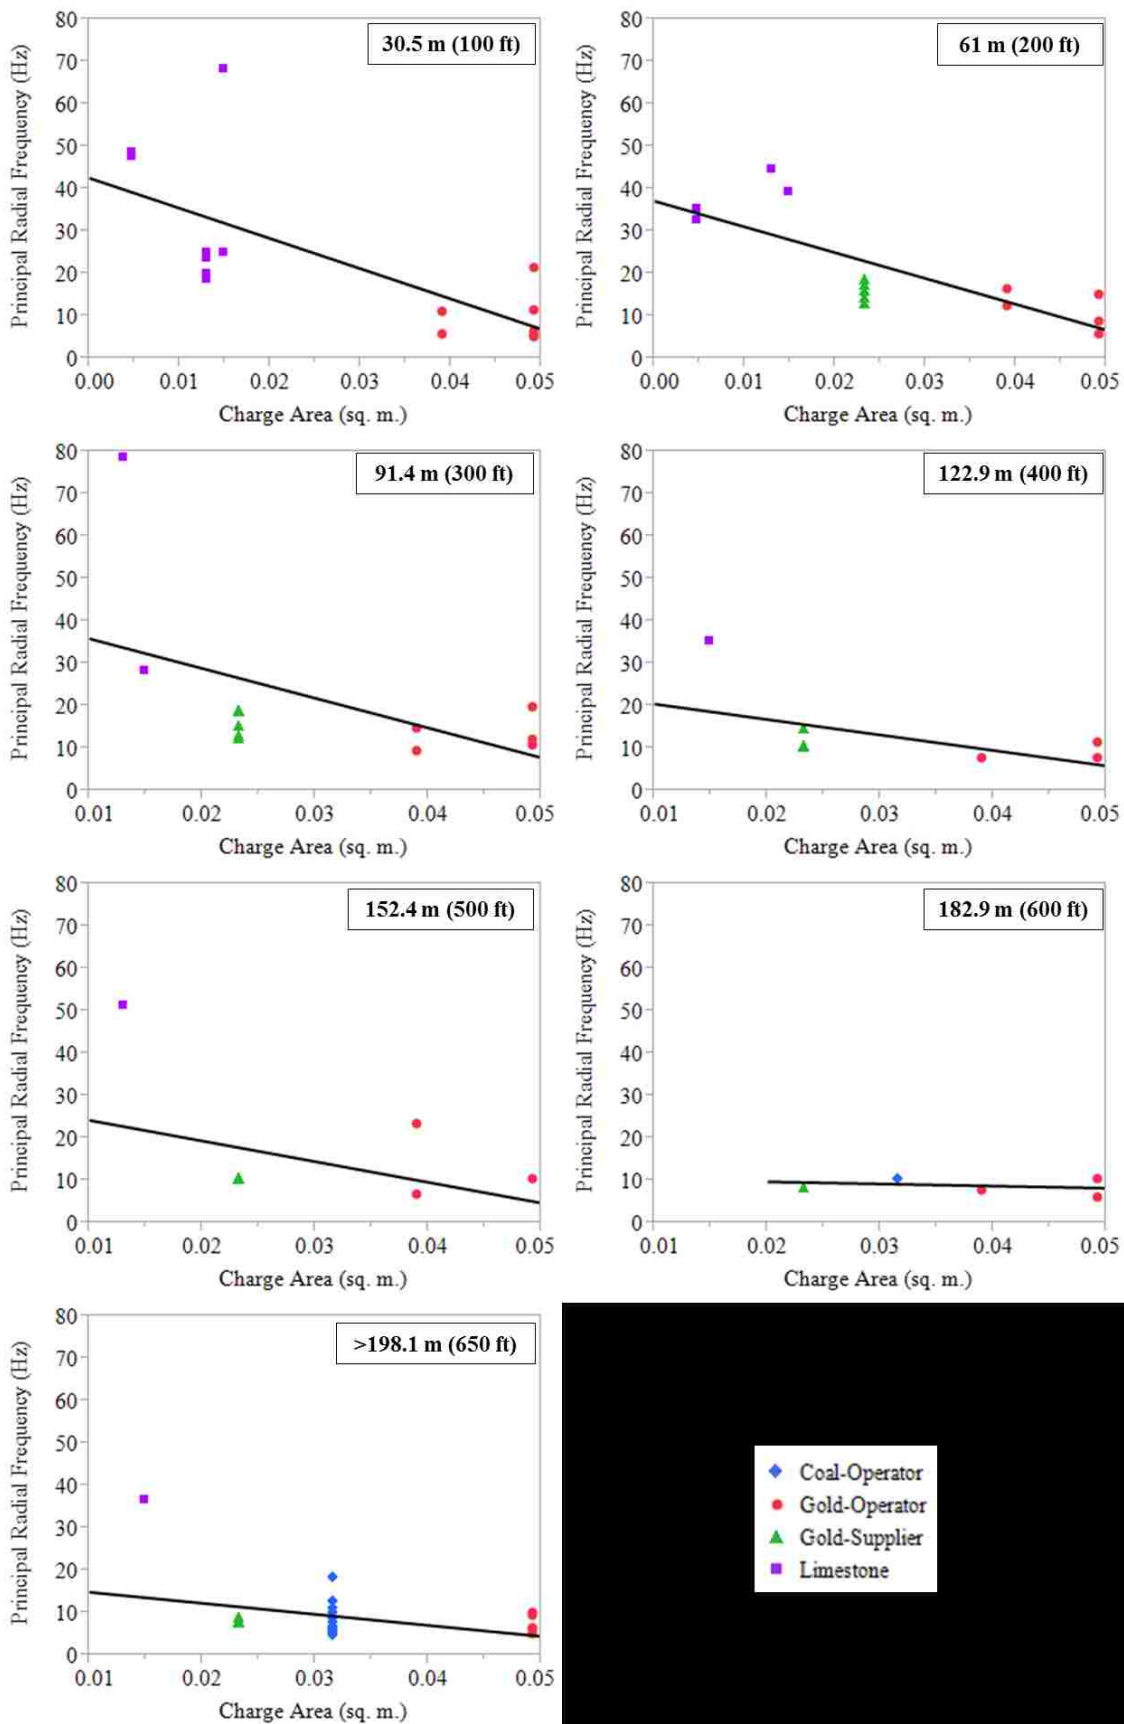 30.5 m (100 ft)
Principal Radial Frequency (Hz)
80
70
60
50
40
30
20
10
0
0.00 0.01 0.02 0.03 0.04 0.05
Charge Area (sq. m.)
61 m (200 ft)
Principal Radial Frequency (Hz)
80
70
60
50
40
30
20
10
0
0.00 0.01 0.02 0.03 0.04 0.05
Charge Area (sq. m.)
91.4 m (300 ft)
Principal Radial Frequency (Hz)
80
70
60
50
40
30
20
10
0
0.01 0.02 0.03 0.04 0.05
Charge Area (sq. m.)
122.9 m (400 ft)
Principal Radial Frequency (Hz)
80
70
60
50
40
30
20
10
0
0.01 0.02 0.03 0.04 0.05
Charge Area (sq. m.)
152.4 m (500 ft)
Principal Radial Frequency (Hz)
80
70
60
50
40
30
20
10
0
0.01 0.02 0.03 0.04 0.05
Charge Area (sq. m.)
182.9 m (600 ft)
Principal Radial Frequency (Hz)
80
70
60
50
40
30
20
10
0
0.01 0.02 0.03 0.04 0.05
Charge Area (sq. m.)
>198.1 m (650 ft)
Principal Radial Frequency (Hz)
80
70
60
50
40
30
20
10
0
0.01 0.02 0.03 0.04 0.05
Charge Area (sq. m.)
Coal-Operator
Gold-Operator
Gold-Supplier
Limestone